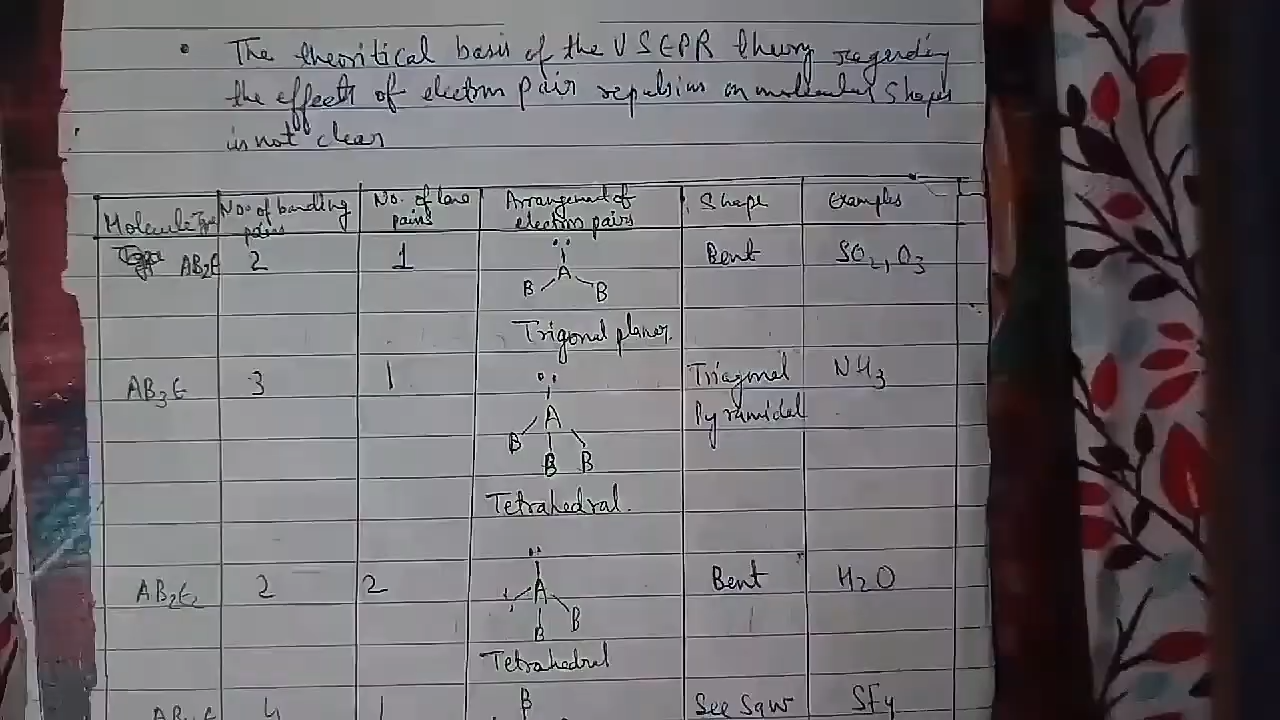 • The theoritical basis of the VSEPR theory regarding
the effects of electron pair repulsins on molecular shapes
is not clear
Molecule Type No. of bonding pairs No. of lone pairs Arrangement of electron pairs Shape Examples
AB2E 2 1 Bent SO2, O3
A
B B
Trigonal planar.
AB3E 3 1 Triagonal NH3
Pyramidal
A
B B B
Tetrahedral.
AB2E2 2 2 Bent H2O
A
B B
Tetrahedral
B
4 1 See Saw SF4